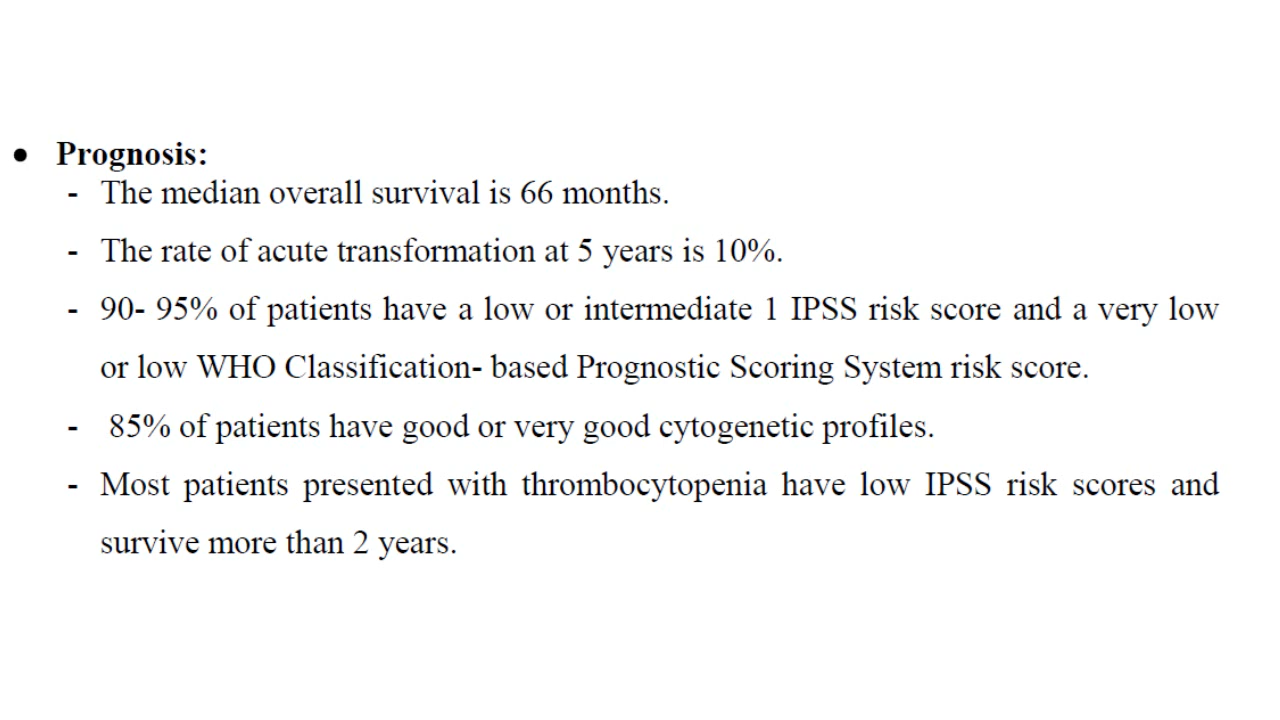 • Prognosis:
- The median overall survival is 66 months.
- The rate of acute transformation at 5 years is 10%.
- 90- 95% of patients have a low or intermediate 1 IPSS risk score and a very low
or low WHO Classification- based Prognostic Scoring System risk score.
- 85% of patients have good or very good cytogenetic profiles.
- Most patients presented with thrombocytopenia have low IPSS risk scores and
survive more than 2 years.